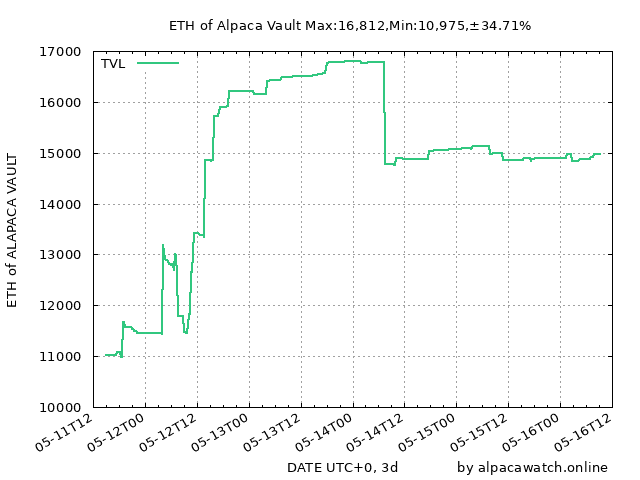 ETH of Alpaca Vault Max:16,812,Min:10,975,±34.71%
TVL
ETH of ALAPACA VAULT
17000
16000
15000
14000
13000
12000
11000
10000
05-11T12
05-12T00
05-12T12
05-13T00
05-13T12
05-14T00
05-14T12
05-15T00
05-15T12
05-16T00
05-16T12
DATE UTC+0, 3d
by alpacawatch.online